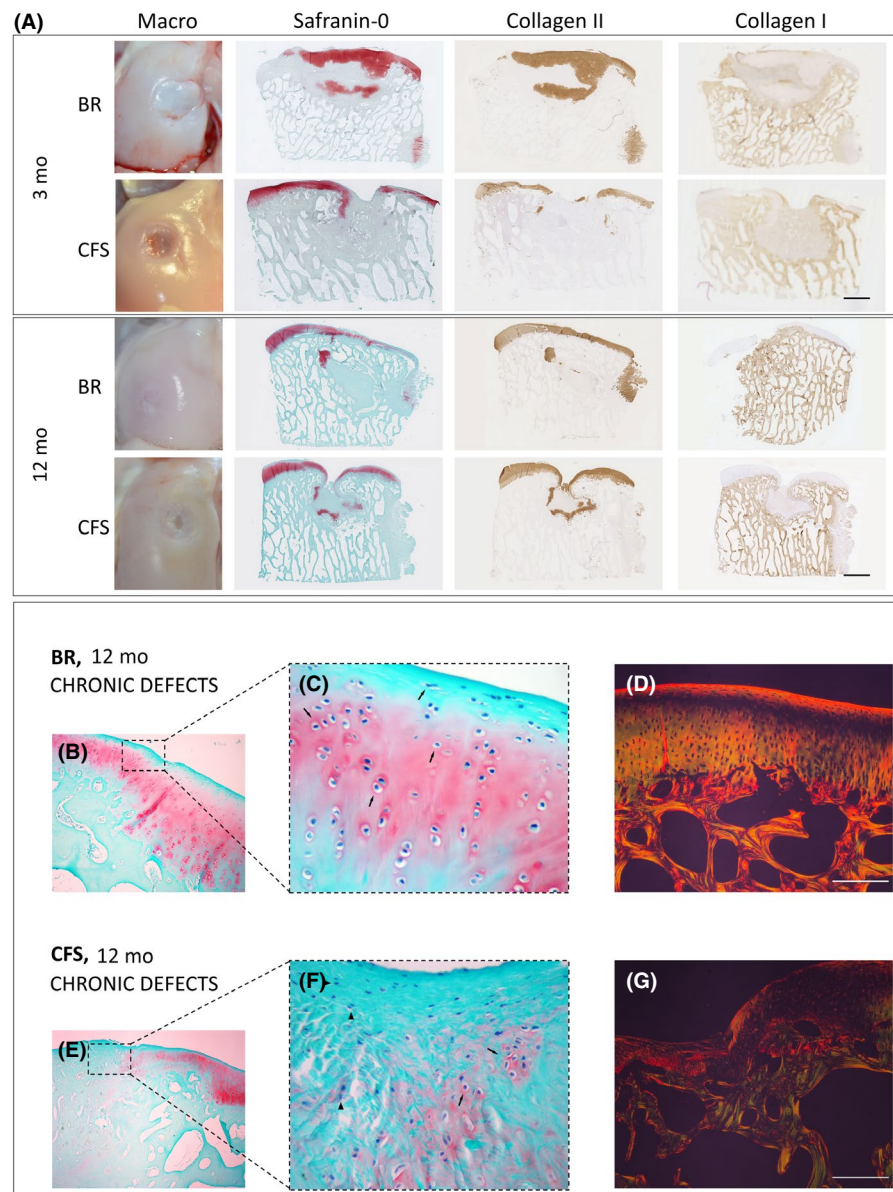 (A) Macro Safranin-0 Collagen II Collagen I
3 mo
BR
CFS
12 mo
BR
CFS
BR, 12 mo
CHRONIC DEFECTS
(B)
(C)
(D)
CFS, 12 mo
CHRONIC DEFECTS
(E)
(F)
(G)